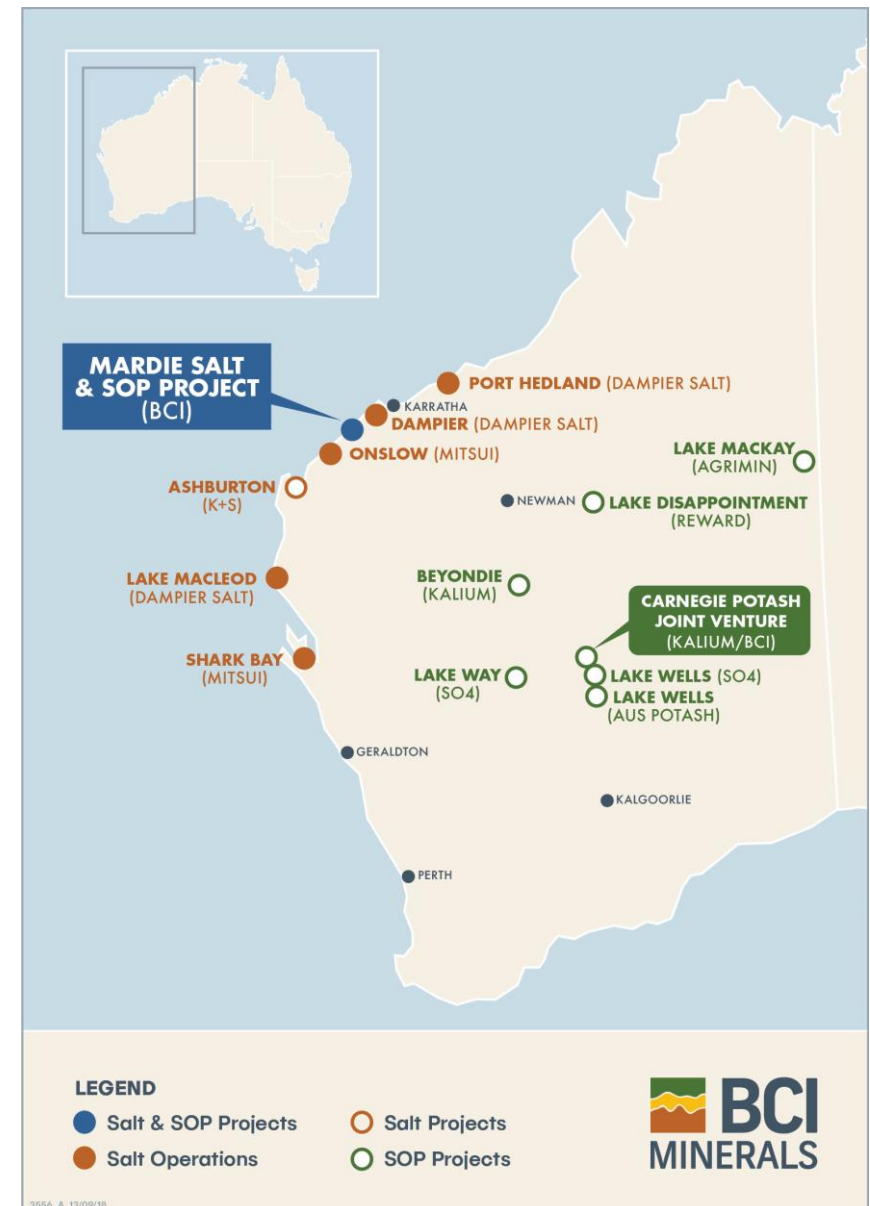 MARDIE SALT
& SOP PROJECT
(BCI)
PORT HEDLAND (DAMPIER SALT)
KARRATHA
DAMPIER (DAMPIER SALT)
ONSLOW (MITSUI)
LAKE MACKAY
(AGRIMIN)
ASHBURTON
(K+S)
NEWMAN
LAKE DISAPPOINTMENT
(REWARD)
LAKE MACLEOD
(DAMPIER SALT)
BEYONDIE
(KALIUM)
CARNEGIE POTASH
JOINT VENTURE
(KALIUM/BCI)
SHARK BAY
(MITSUI)
LAKE WAY
(SO4)
LAKE WELLS (SO4)
LAKE WELLS
(AUS POTASH)
GERALDTON
KALGOORLIE
PERTH
LEGEND
Salt & SOP Projects
Salt Operations
Salt Projects
SOP Projects
BCI
MINERALS